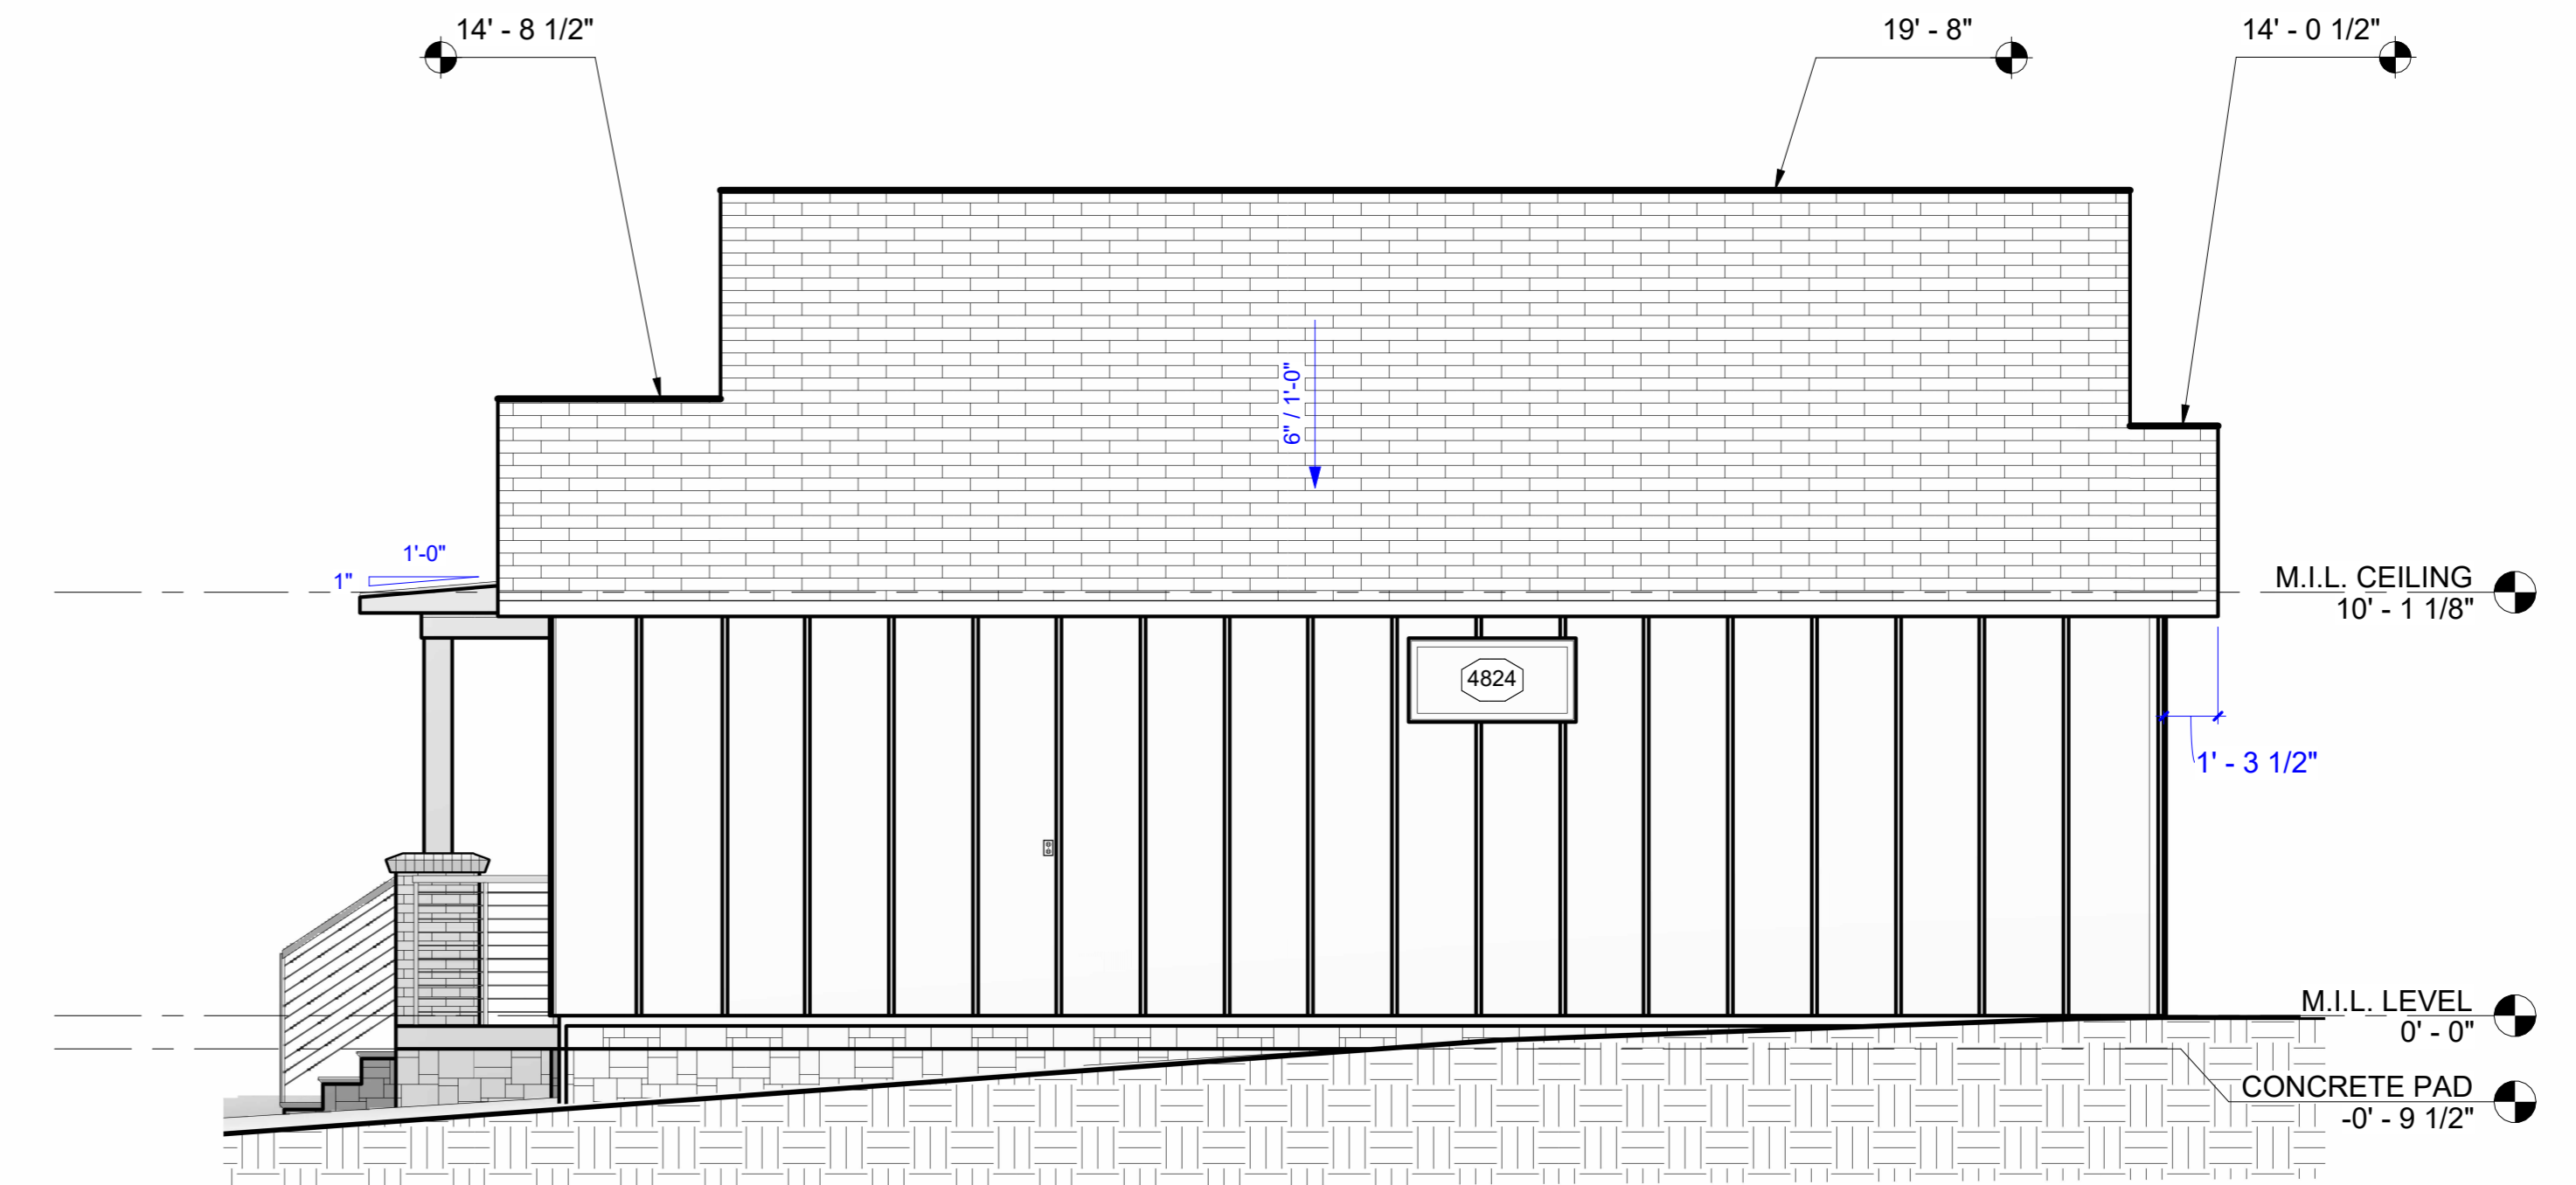 14' - 8 1/2"
19' - 8"
14' - 0 1/2"
6" / 1'-0"
1'-0"
1"
M.I.L. CEILING
10' - 1 1/8"
4824
1' - 3 1/2"
M.I.L. LEVEL
0' - 0"
CONCRETE PAD
-0' - 9 1/2"